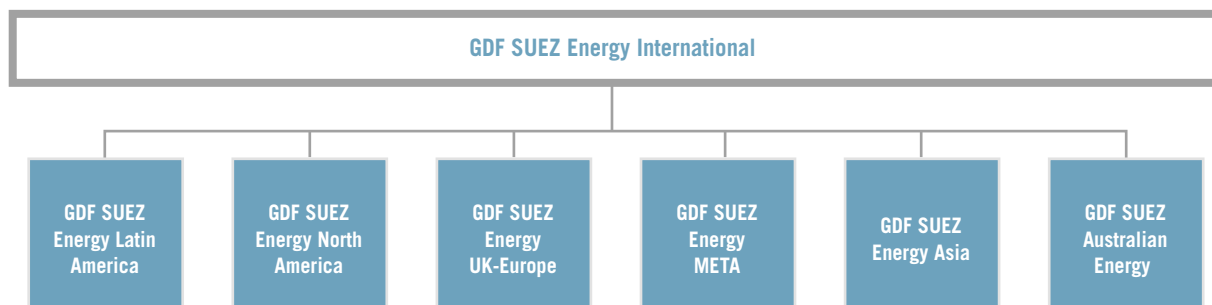 GDF SUEZ Energy International
GDF SUEZ
Energy Latin
America
GDF SUEZ
Energy North
America
GDF SUEZ
Energy
UK-Europe
GDF SUEZ
Energy
META
GDF SUEZ
Energy Asia
GDF SUEZ
Australian
Energy